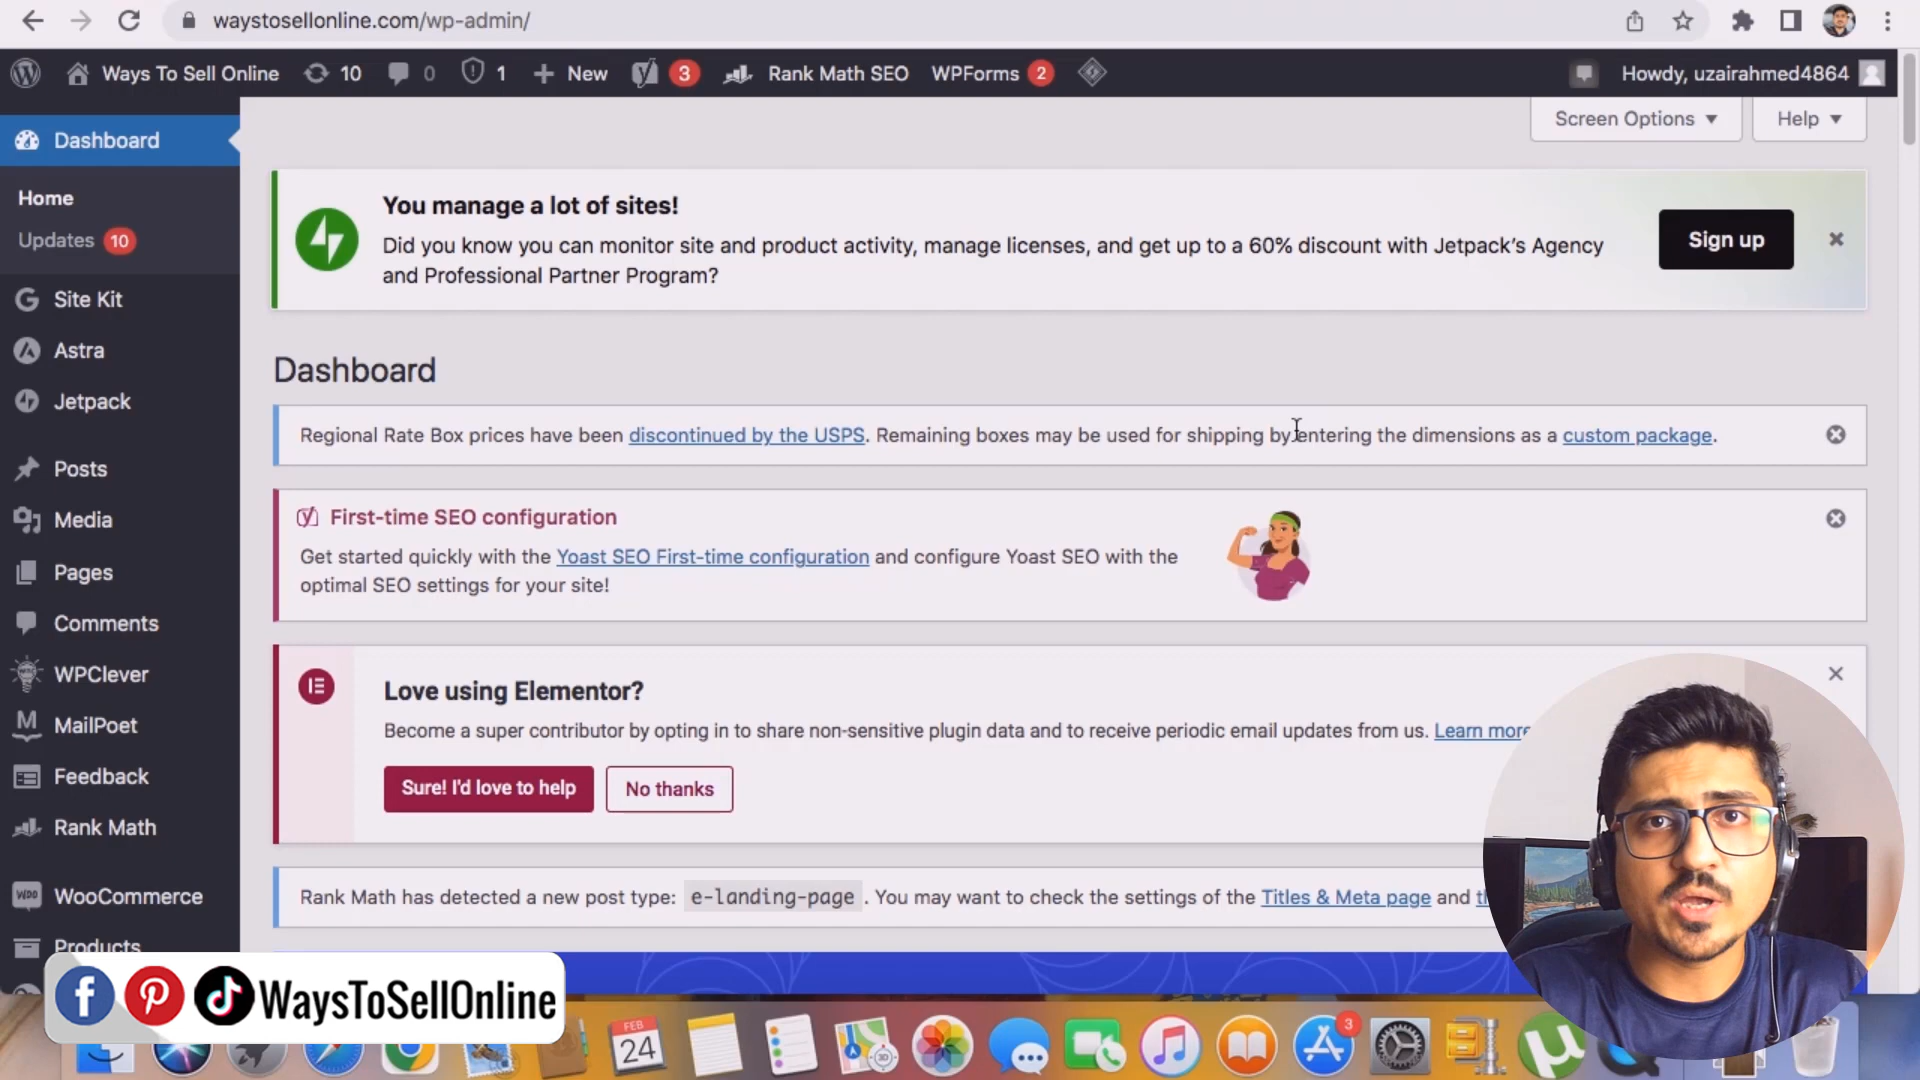 waystosellonline.com/wp-admin/
Ways To Sell Online 10 0 1 New 3 Rank Math SEO WPForms 2 Howdy, uzairahmed4864
Screen Options Help
Dashboard
Home
Updates 10
Site Kit
Astra
Jetpack
Posts
Media
Pages
Comments
WPClever
MailPoet
Feedback
Rank Math
WooCommerce
Products
You manage a lot of sites!
Did you know you can monitor site and product activity, manage licenses, and get up to a 60% discount with Jetpack's Agency
and Professional Partner Program?
Sign up
Dashboard
Regional Rate Box prices have been discontinued by the USPS. Remaining boxes may be used for shipping by entering the dimensions as a custom package.
First-time SEO configuration
Get started quickly with the Yoast SEO First-time configuration and configure Yoast SEO with the
optimal SEO settings for your site!
Love using Elementor?
Become a super contributor by opting in to share non-sensitive plugin data and to receive periodic email updates from us. Learn more
Sure! I'd love to help No thanks
Rank Math has detected a new post type: e-landing-page . You may want to check the settings of the Titles & Meta page and
WaysToSellOnline
FEB
24
3D
3